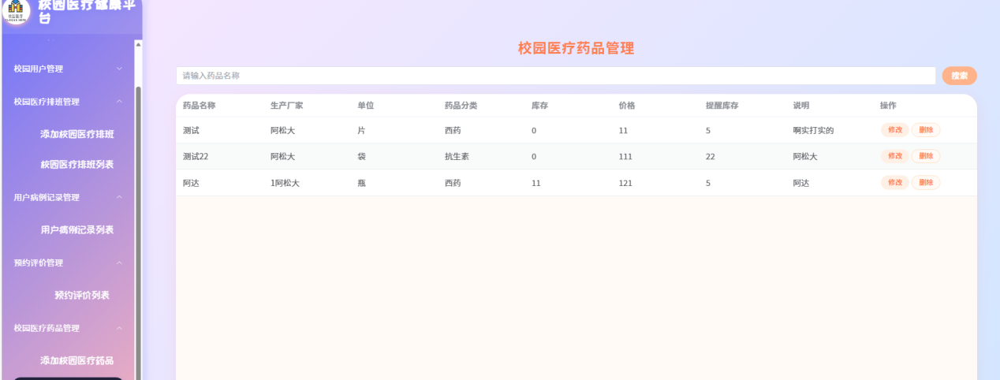 校园医疗健康平
台
校园用户管理
校园医疗排班管理
添加校园医疗排班
校园医疗排班列表
用户病例记录管理
用户病例记录列表
预约评价管理
预约评价列表
校园医疗药品管理
添加校园医疗药品
校园医疗药品管理
请输入药品名称 搜索
药品名称 生产厂家 单位 药品分类 库存 价格 提醒库存 说明 操作
测试 阿松大 片 西药 0 11 5 啊实打实的 修改 删除
测试22 阿松大 袋 抗生素 0 111 22 阿松大 修改 删除
阿达 1阿松大 瓶 西药 11 121 5 阿达 修改 删除